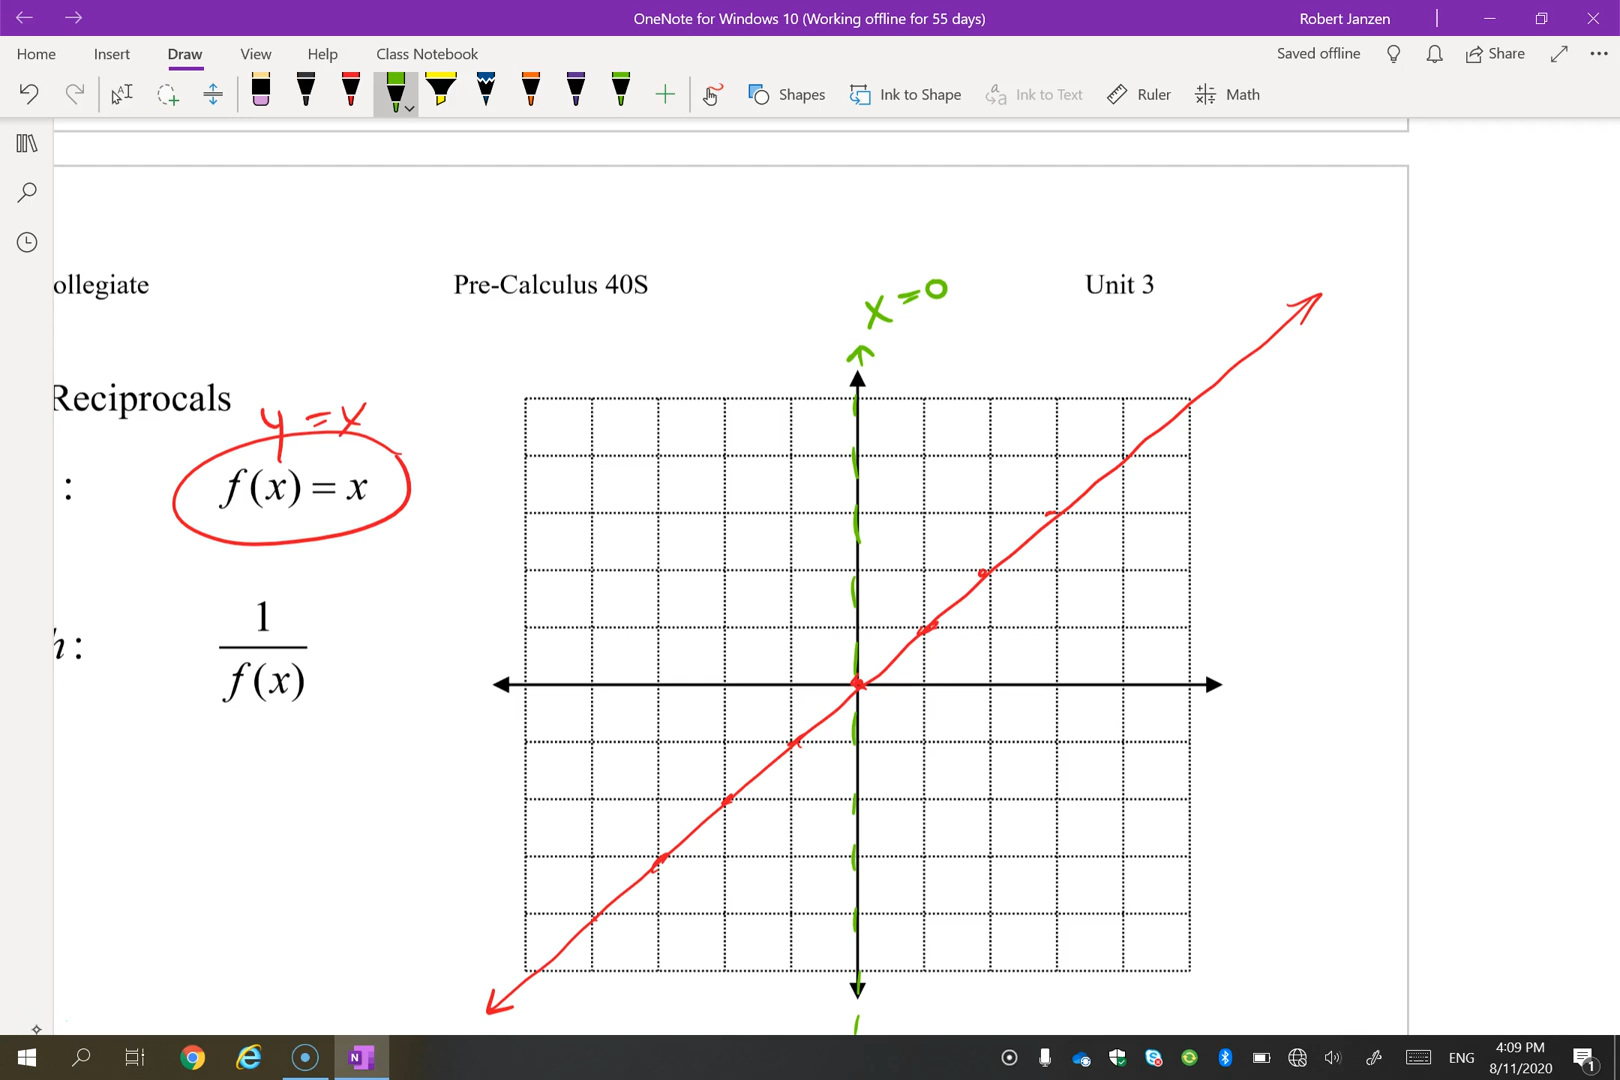 OneNote for Windows 10 (Working offline for 55 days)
Robert Janzen
Home Insert Draw View Help Class Notebook
Saved offline Share
Shapes Ink to Shape Ink to Text Ruler Math
ollegiate Pre-Calculus 40S Unit 3
x = 0
Reciprocals
y = x
: f(x) = x
h: 1/f(x)
ENG
4:09 PM
8/11/2020
1